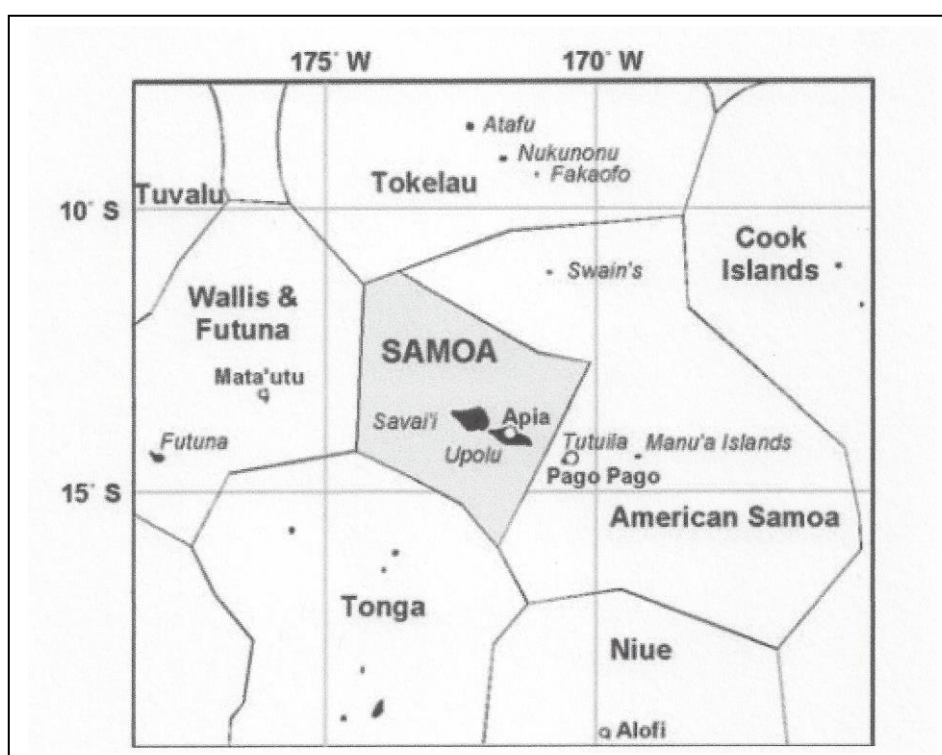 175° W 170° W
Atafu
Nukunonu
Fakaofo
Tokelau
Tuvalu
10° S
Cook
Islands
Swain's
Wallis &
Futuna
SAMOA
Mata'utu
Savai'i
Apia
Futuna
Upolu
Tutuila
Manu'a Islands
Pago Pago
15° S
American Samoa
Tonga
Niue
Alofi